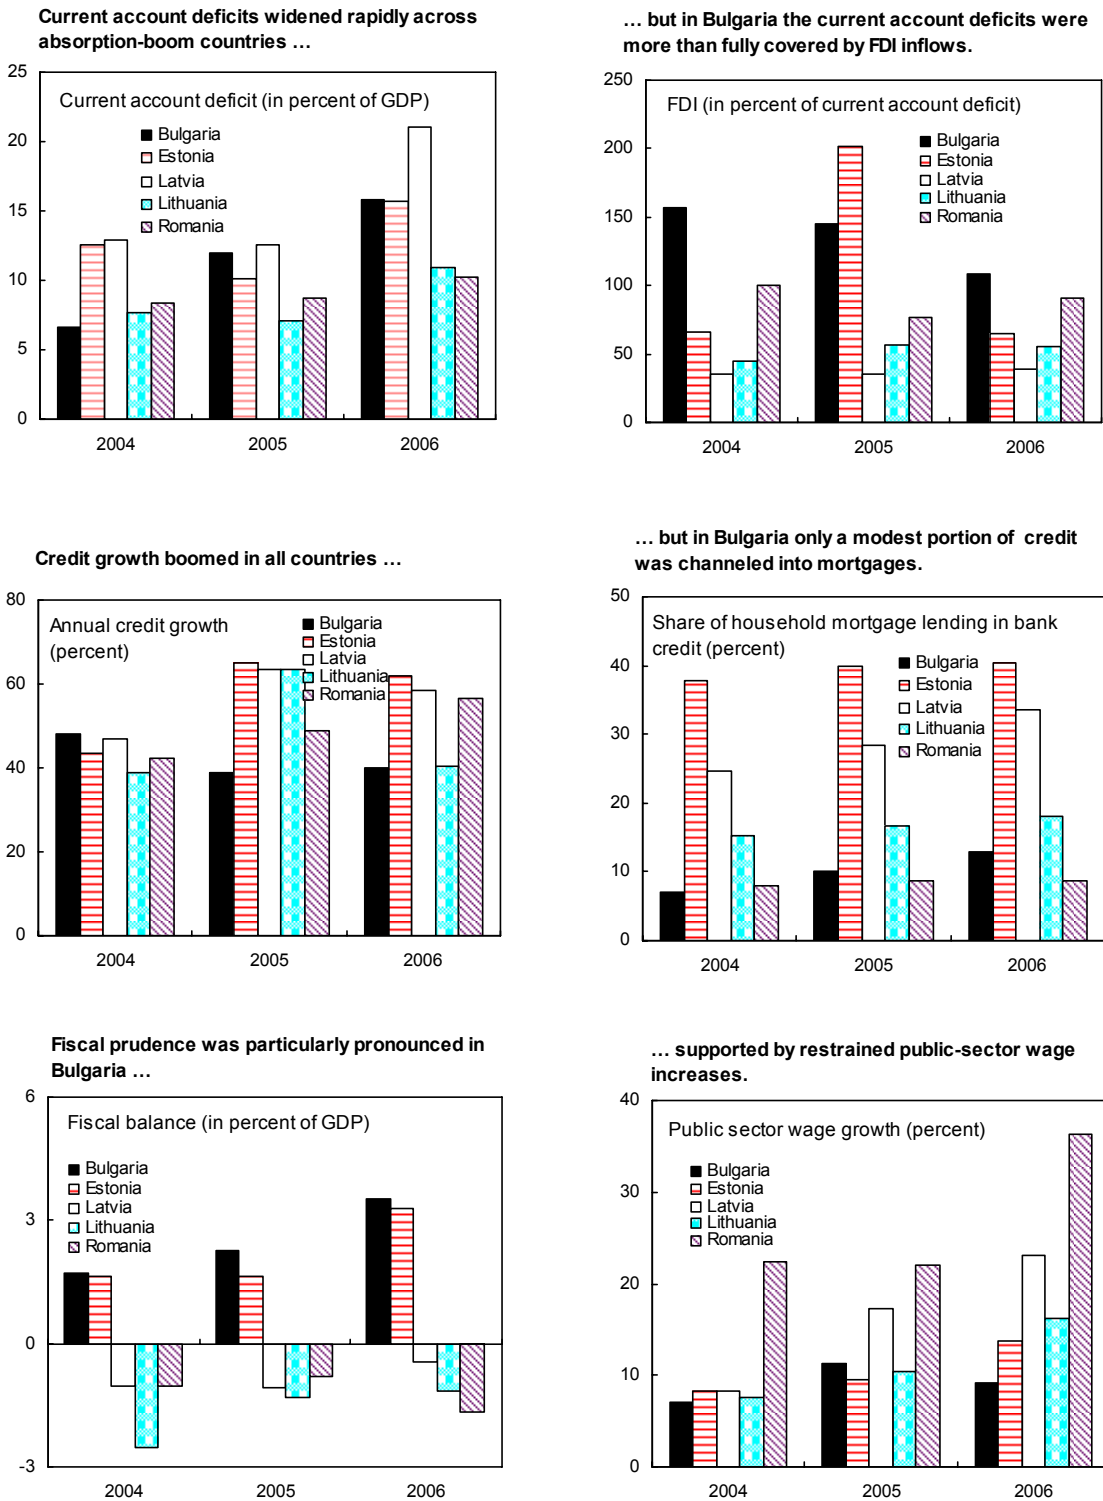 Current account deficits widened rapidly across
absorption-boom countries …
25
20
15
10
5
0
Current account deficit (in percent of GDP)
Bulgaria
Estonia
Latvia
Lithuania
Romania
2004
2005
2006
… but in Bulgaria the current account deficits were
more than fully covered by FDI inflows.
250
200
150
100
50
0
FDI (in percent of current account deficit)
Bulgaria
Estonia
Latvia
Lithuania
Romania
2004
2005
2006
Credit growth boomed in all countries …
80
60
40
20
0
Annual credit growth
(percent)
Bulgaria
Estonia
Latvia
Lithuania
Romania
2004
2005
2006
… but in Bulgaria only a modest portion of credit
was channeled into mortgages.
50
40
30
20
10
0
Share of household mortgage lending in bank
credit (percent)
Bulgaria
Estonia
Latvia
Lithuania
Romania
2004
2005
2006
Fiscal prudence was particularly pronounced in
Bulgaria …
6
3
0
-3
Fiscal balance (in percent of GDP)
Bulgaria
Estonia
Latvia
Lithuania
Romania
2004
2005
2006
… supported by restrained public-sector wage
increases.
40
30
20
10
0
Public sector wage growth (percent)
Bulgaria
Estonia
Latvia
Lithuania
Romania
2004
2005
2006